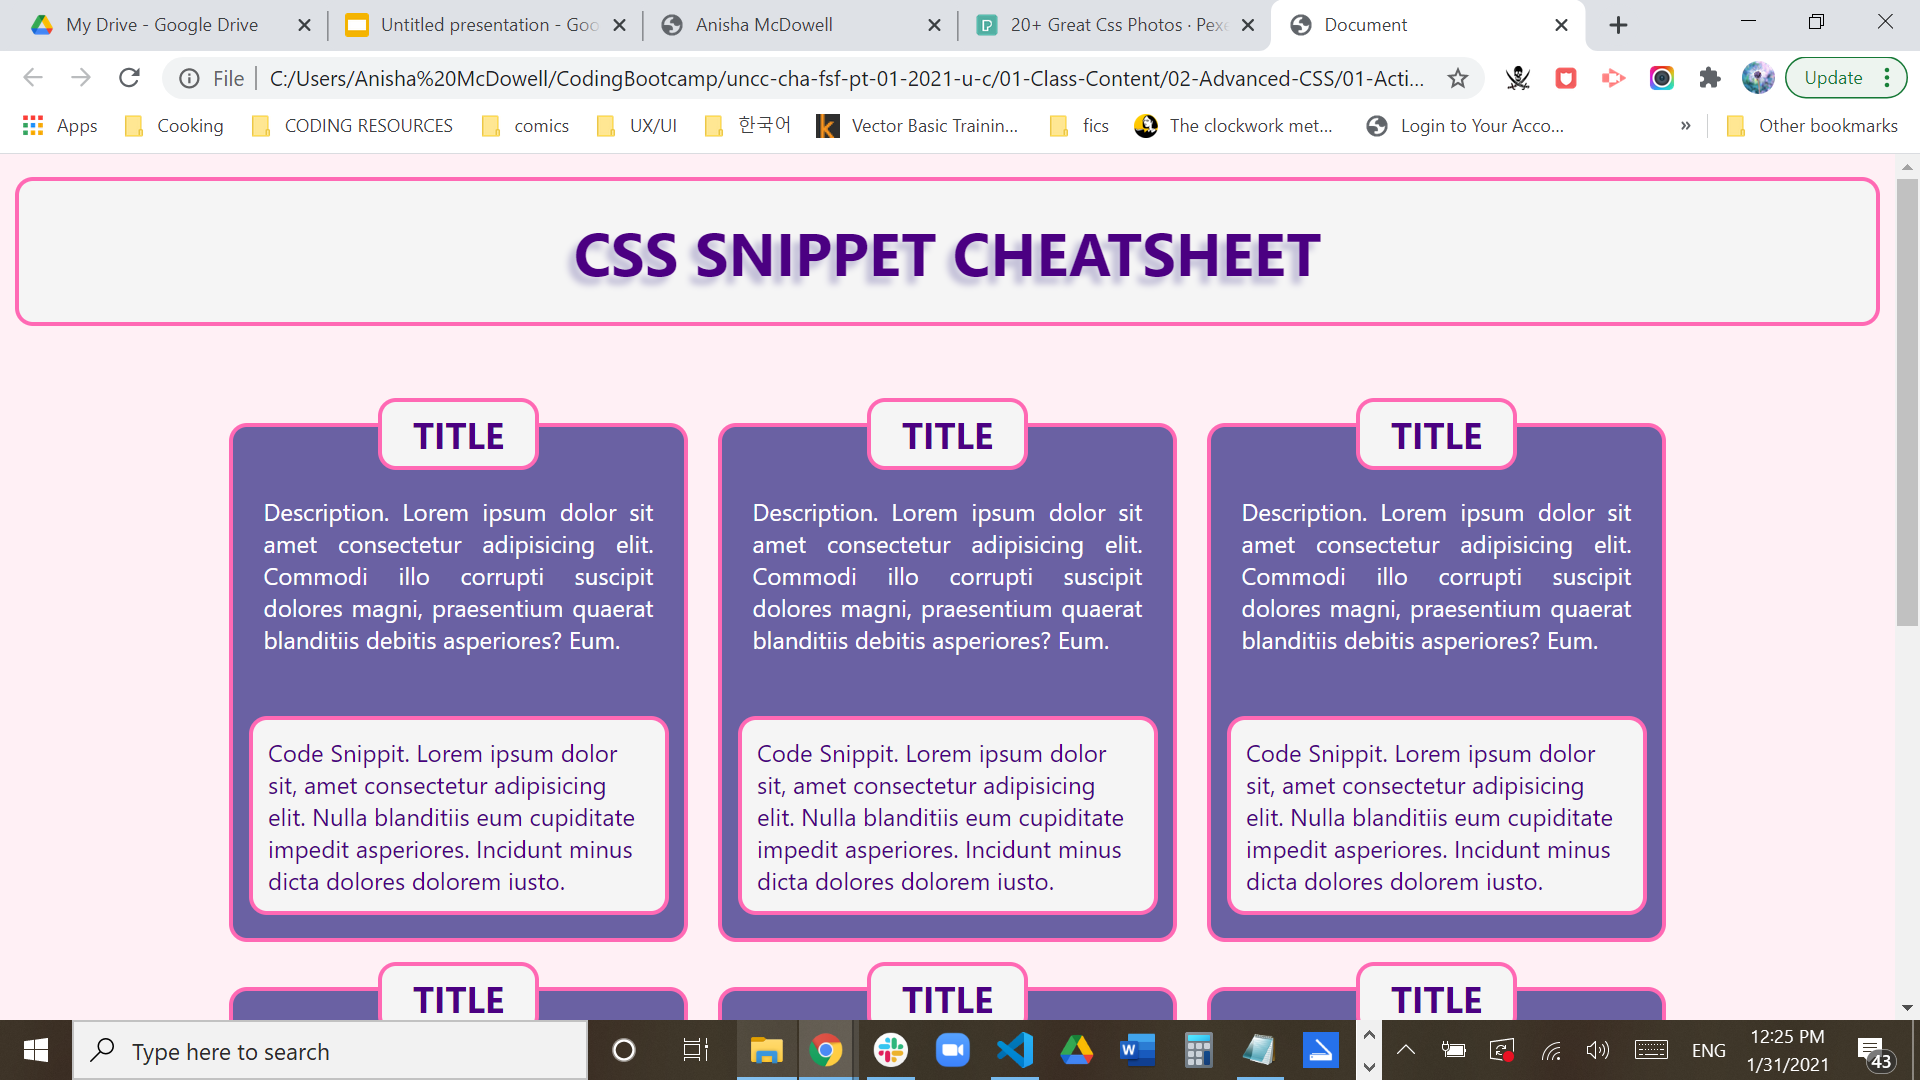 My Drive - Google Drive
Untitled presentation - Goo
Anisha McDowell
20+ Great Css Photos · Pexe
Document
File
C:/Users/Anisha%20McDowell/CodingBootcamp/uncc-cha-fsf-pt-01-2021-u-c/01-Class-Content/02-Advanced-CSS/01-Acti...
Update
Apps
Cooking
CODING RESOURCES
comics
UX/UI
한국어
Vector Basic Trainin...
fics
The clockwork met...
Login to Your Acco...
»
Other bookmarks
CSS SNIPPET CHEATSHEET
TITLE
Description. Lorem ipsum dolor sit
amet consectetur adipisicing elit.
Commodi illo corrupti suscipit
dolores magni, praesentium quaerat
blanditiis debitis asperiores? Eum.
Code Snippit. Lorem ipsum dolor
sit, amet consectetur adipisicing
elit. Nulla blanditiis eum cupiditate
impedit asperiores. Incidunt minus
dicta dolores dolorem iusto.
TITLE
Description. Lorem ipsum dolor sit
amet consectetur adipisicing elit.
Commodi illo corrupti suscipit
dolores magni, praesentium quaerat
blanditiis debitis asperiores? Eum.
Code Snippit. Lorem ipsum dolor
sit, amet consectetur adipisicing
elit. Nulla blanditiis eum cupiditate
impedit asperiores. Incidunt minus
dicta dolores dolorem iusto.
TITLE
Description. Lorem ipsum dolor sit
amet consectetur adipisicing elit.
Commodi illo corrupti suscipit
dolores magni, praesentium quaerat
blanditiis debitis asperiores? Eum.
Code Snippit. Lorem ipsum dolor
sit, amet consectetur adipisicing
elit. Nulla blanditiis eum cupiditate
impedit asperiores. Incidunt minus
dicta dolores dolorem iusto.
TITLE
TITLE
TITLE
Type here to search
ENG
12:25 PM
1/31/2021
43